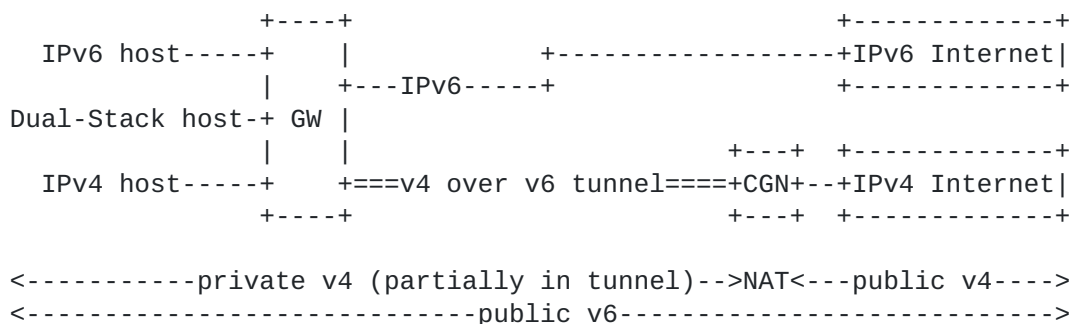 +----+                                  +-------------+
  IPv6 host-----+      |            +------------------+IPv6 Internet|
                |      +---IPv6-----+                  +-------------+
Dual-Stack host-+ GW |
                |    |                        +---+  +-------------+
  IPv4 host-----+    +===v4 over v6 tunnel====+CGN+--+IPv4 Internet|
                +----+                        +---+  +-------------+

<-----------private v4 (partially in tunnel)-->NAT<---public v4---->
<-----------------------------public v6---------------------------->